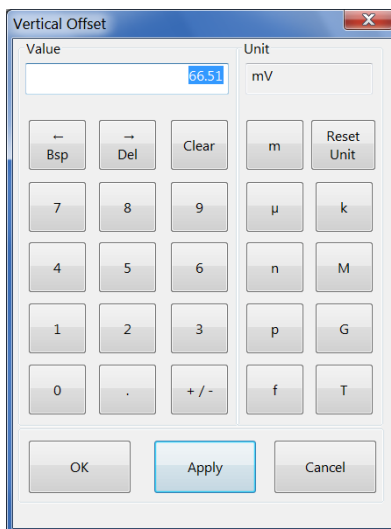 Vertical Offset
X
Value
Unit
66.51
mV
←
Bsp
→
Del
Clear
m
Reset
Unit
7
8
9
µ
k
4
5
6
n
M
1
2
3
p
G
0
.
+ / -
f
T
OK
Apply
Cancel